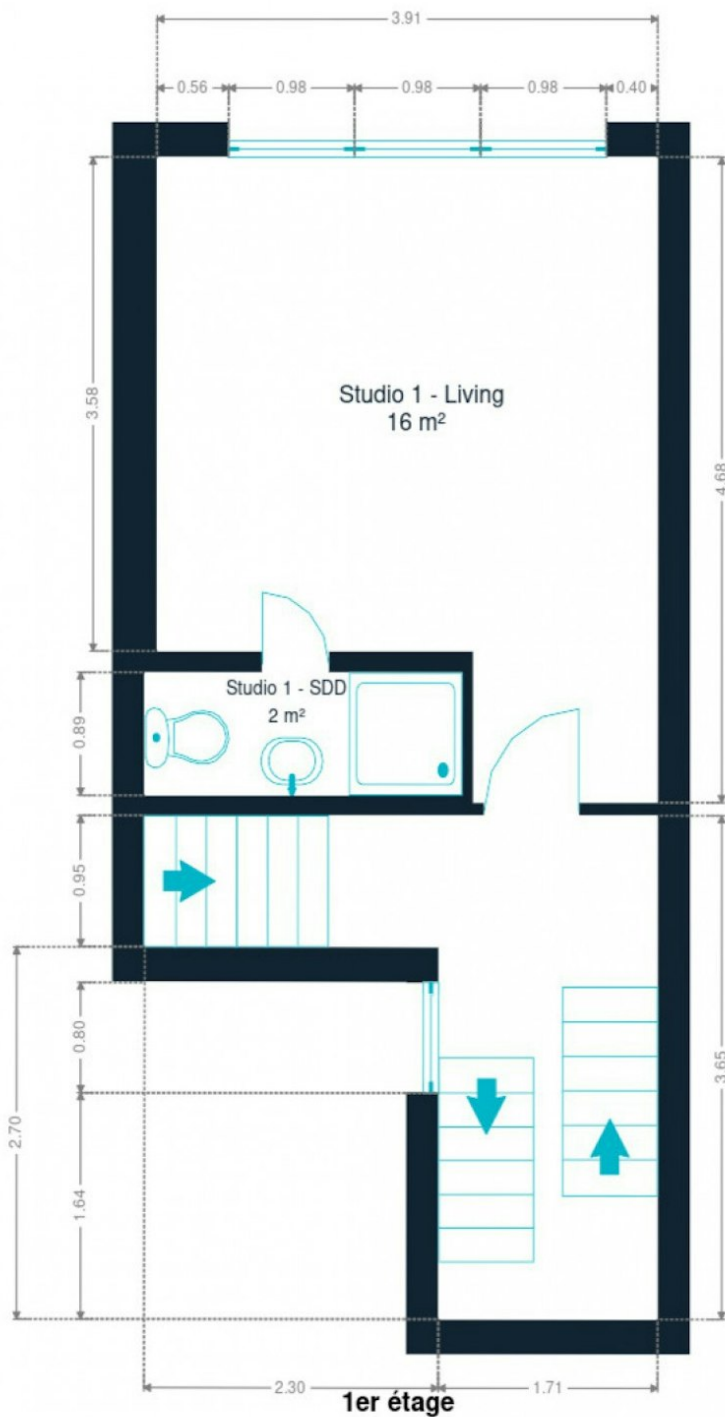 3.91
0.56 0.98 0.98 0.98 0.40
3.58
4.68
Studio 1 - Living
16 m²
Studio 1 - SDD
2 m²
0.89
0.95
0.80
3.65
2.70
1.64
2.30 1.71
1er étage